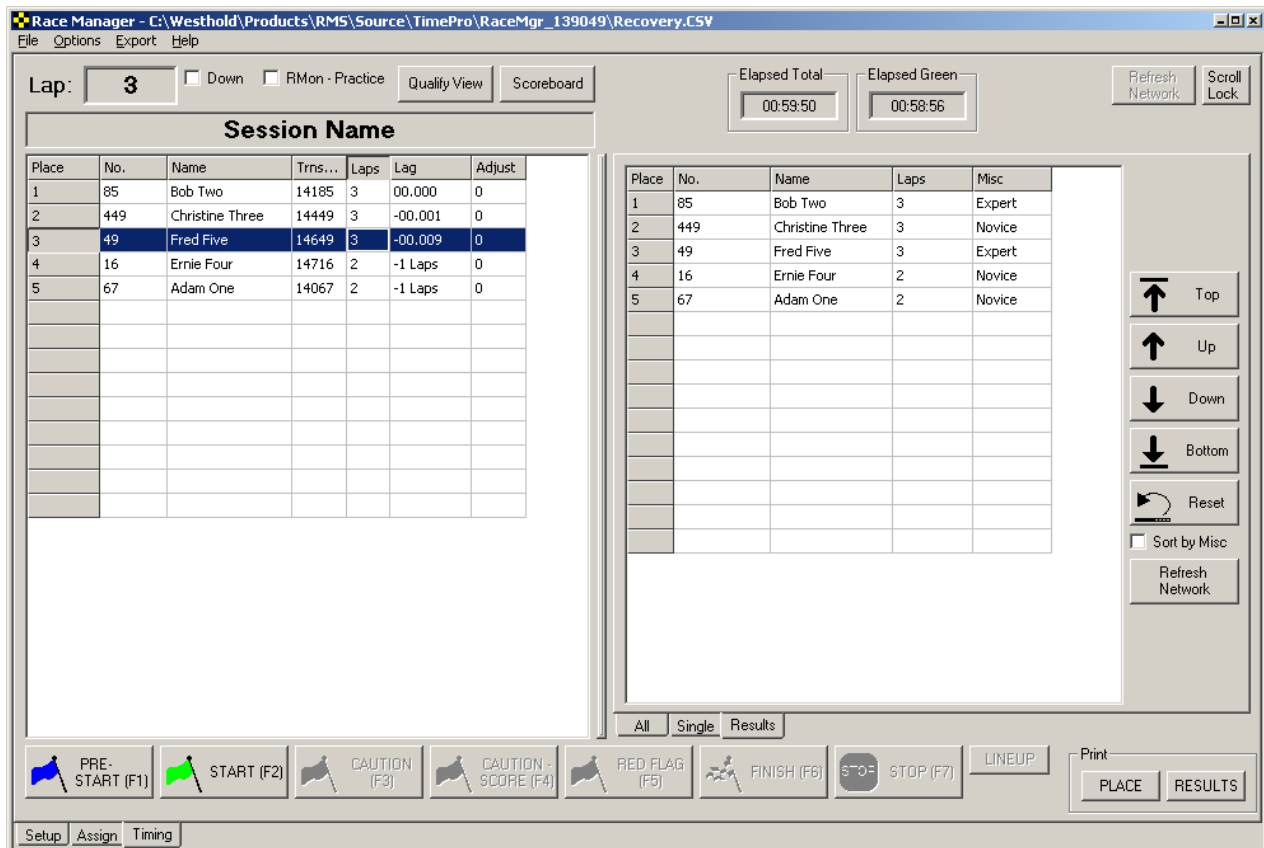 Race Manager - C:\Westhold\Products\RMS\Source\TimePro\RaceMgr_139049\Recovery.CSV
File Options Export Help
Lap: 3 Down RMon - Practice Qualify View Scoreboard
Elapsed Total Elapsed Green
00:59:50 00:58:56
Refresh Network
Scroll Lock
Session Name
Place No. Name Trns... Laps Lag Adjust
1 85 Bob Two 14185 3 00.000 0
2 449 Christine Three 14449 3 -00.001 0
3 49 Fred Five 14649 3 -00.009 0
4 16 Ernie Four 14716 2 -1 Laps 0
5 67 Adam One 14067 2 -1 Laps 0
Place No. Name Laps Misc
1 85 Bob Two 3 Expert
2 449 Christine Three 3 Novice
3 49 Fred Five 3 Expert
4 16 Ernie Four 2 Novice
5 67 Adam One 2 Novice
Top
Up
Down
Bottom
Reset
Sort by Misc
Refresh
Network
All Single Results
PRE-
START (F1)
START (F2)
CAUTION
(F3)
CAUTION -
SCORE (F4)
RED FLAG
(F5)
FINISH (F6)
STOP STOP (F7)
LINEUP
Print
PLACE RESULTS
Setup Assign Timing